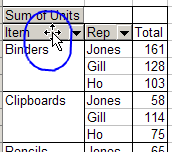 Sum of Units
Item Rep Total
Binders Jones 161
Gill 128
Ho 103
Clipboards Jones 58
Gill 114
Ho 75
Pencils Jones 66